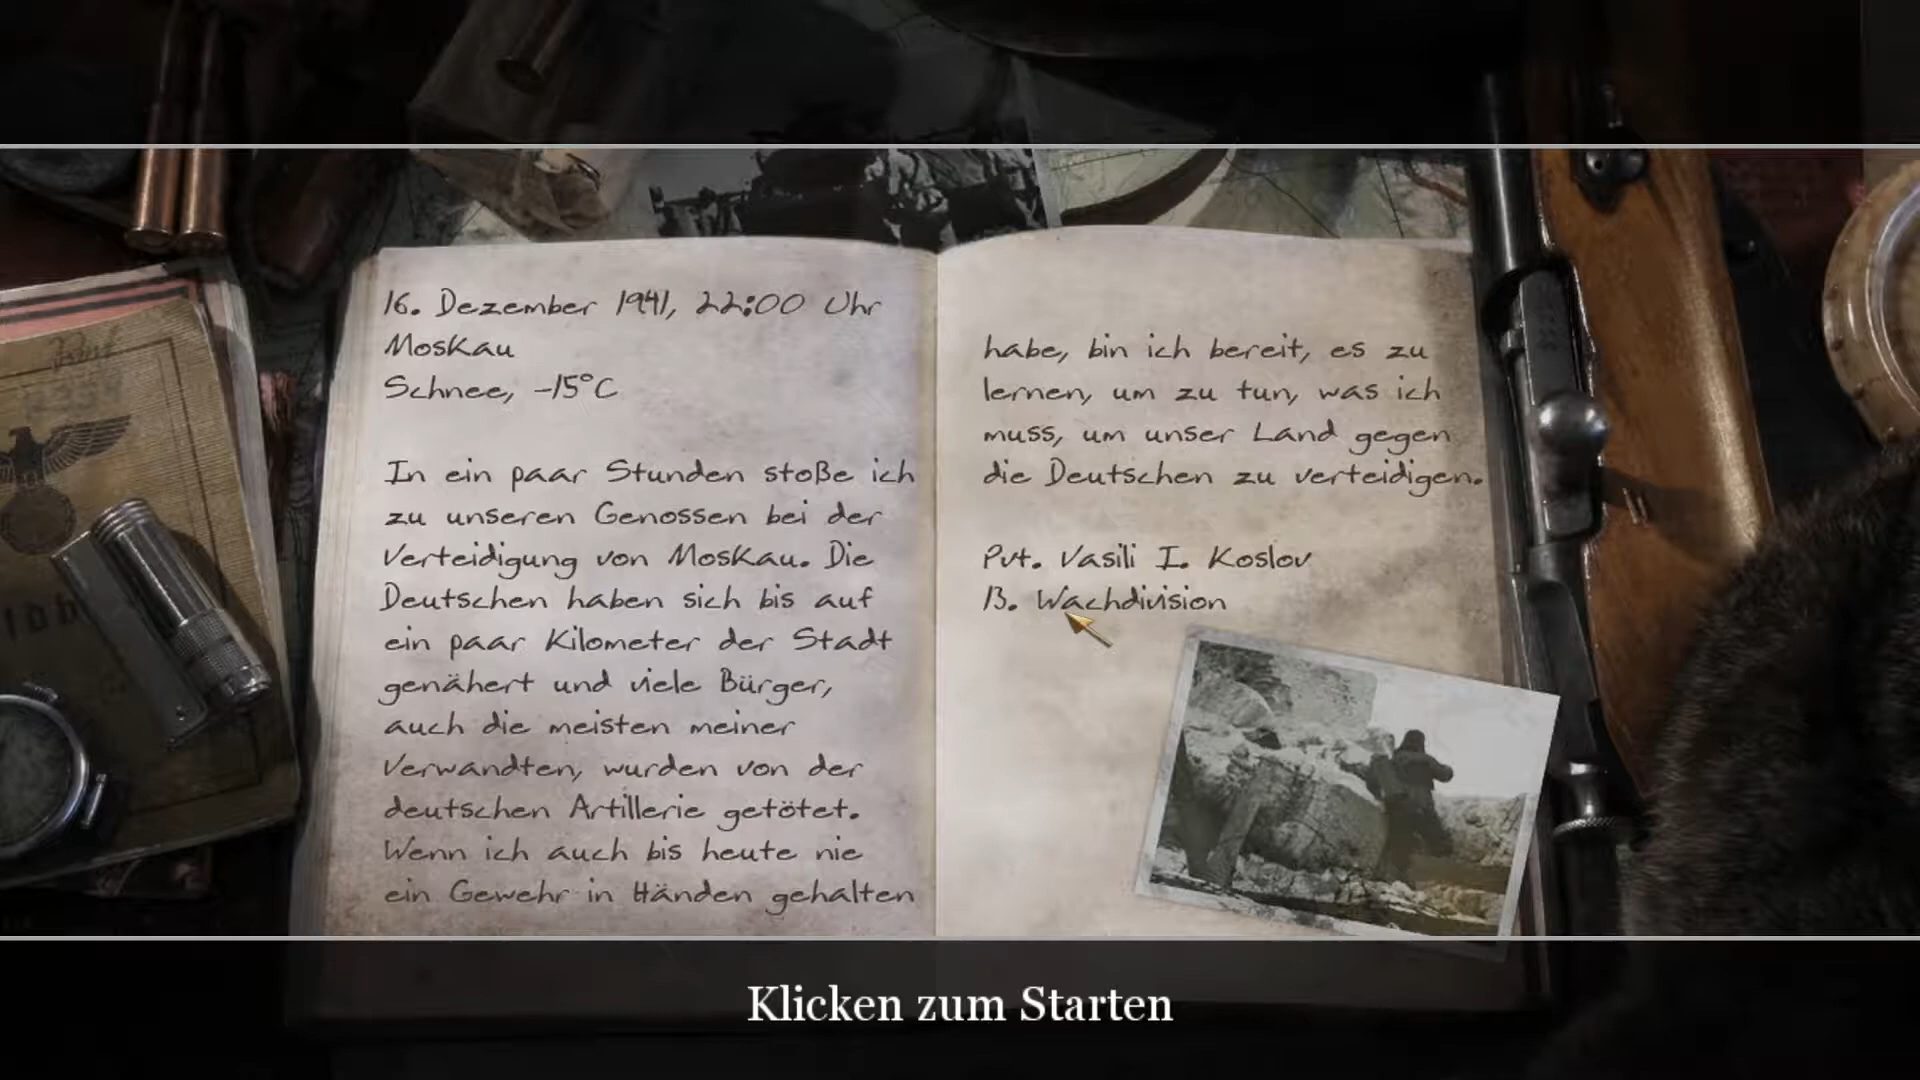 16. Dezember 1941, 22:00 Uhr
Moskau
Schnee, -15°C
In ein paar Stunden stoße ich
zu unseren Genossen bei der
Verteidigung von Moskau. Die
Deutschen haben sich bis auf
ein paar Kilometer der Stadt
genähert und viele Bürger,
auch die meisten meiner
Verwandten, wurden von der
deutschen Artillerie getötet.
Wenn ich auch bis heute nie
ein Gewehr in Händen gehalten
habe, bin ich bereit, es zu
lernen, um zu tun, was ich
muss, um unser Land gegen
die Deutschen zu verteidigen.
Pvt. Vasili I. Koslov
13. Wachdivision
Klicken zum Starten